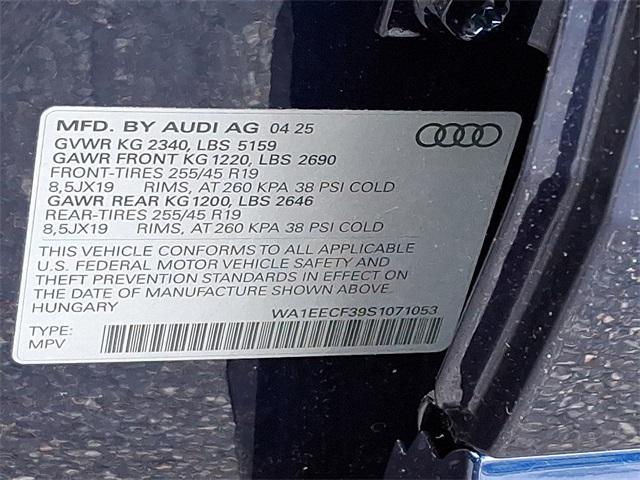 MFD. BY AUDI AG 04 25
GVWR KG 2340, LBS 5159
GAWR FRONT KG 1220, LBS 2690
FRONT-TIRES 255/45 R19
8,5JX19 RIMS, AT 260 KPA 38 PSI COLD
GAWR REAR KG 1200, LBS 2646
REAR-TIRES 255/45 R19
8,5JX19 RIMS, AT 260 KPA 38 PSI COLD
THIS VEHICLE CONFORMS TO ALL APPLICABLE
U.S. FEDERAL MOTOR VEHICLE SAFETY AND
THEFT PREVENTION STANDARDS IN EFFECT ON
THE DATE OF MANUFACTURE SHOWN ABOVE.
HUNGARY WA1EECF39S1071053
TYPE:
MPV